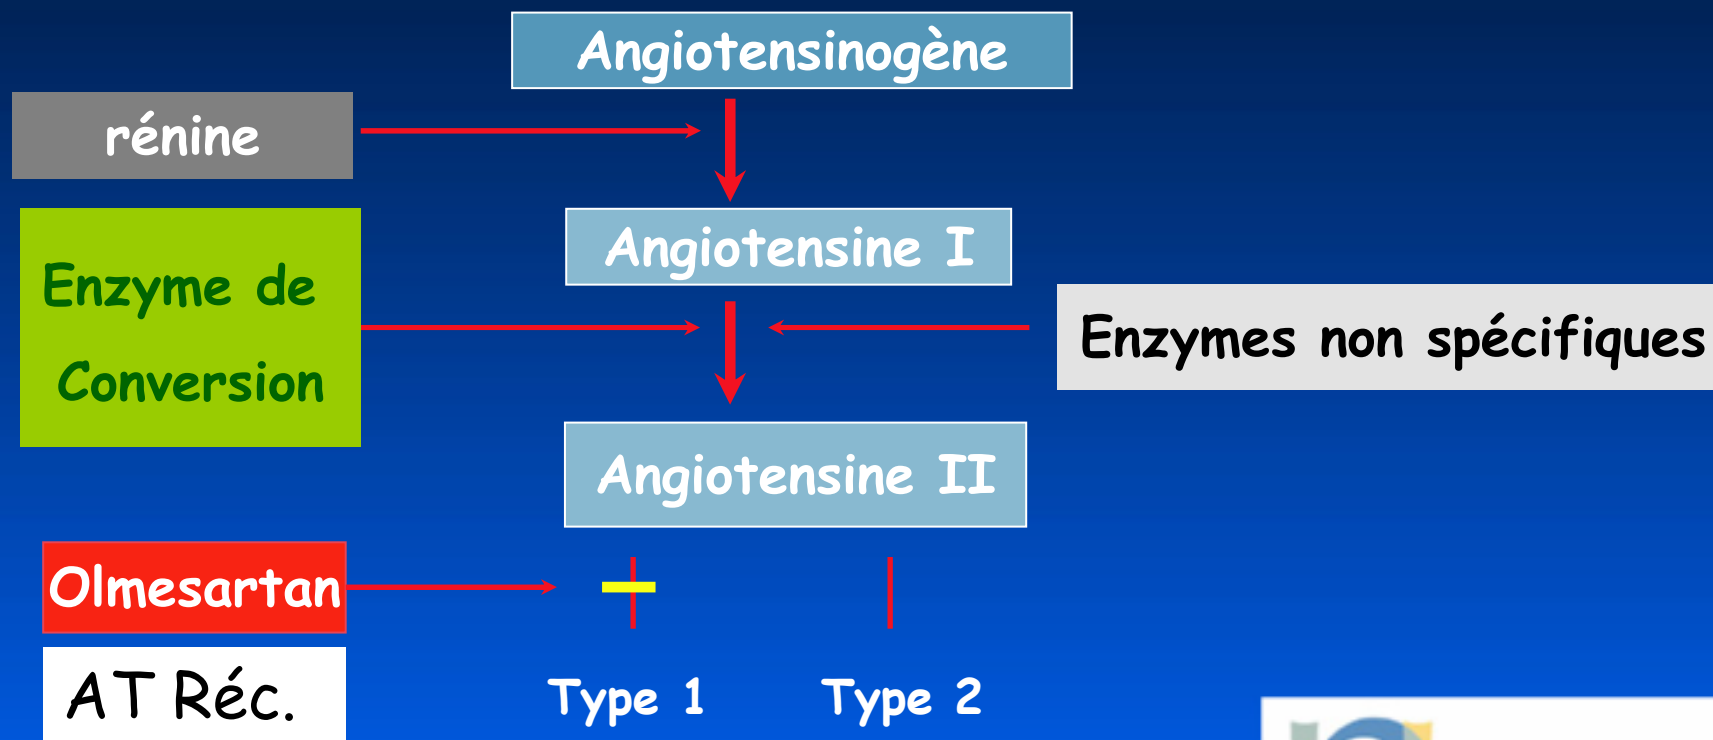 Angiotensinogène
rénine
Angiotensine I
Enzyme de
Conversion
Enzymes non spécifiques
Angiotensine II
Olmesartan
AT Réc.
Type 1
Type 2